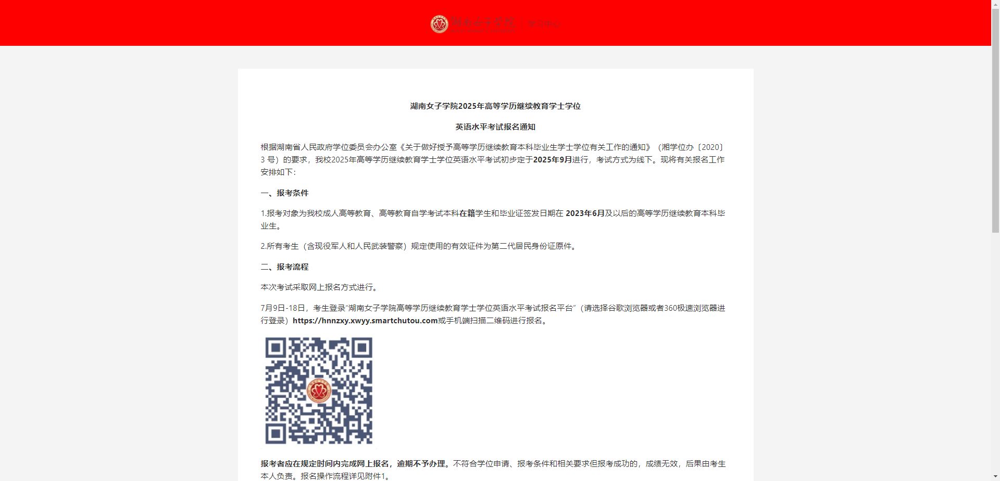 湖南女子学院 学习中心
湖南女子学院2025年高等学历继续教育学士学位
英语水平考试报名通知
根据湖南省人民政府学位委员会办公室《关于做好授予高等学历继续教育本科毕业生学士学位有关工作的通知》（湘学位办〔2020〕
3 号）的要求，我校2025年高等学历继续教育学士学位英语水平考试初步定于2025年9月进行，考试方式为线下。现将有关报名工作
安排如下：
一、报考条件
1.报考对象为我校成人高等教育、高等教育自学考试本科在籍学生和毕业证签发日期在 2023年6月及以后的高等学历继续教育本科毕
业生。
2.所有考生（含现役军人和人民武装警察）规定使用的有效证件为第二代居民身份证原件。
二、报考流程
本次考试采取网上报名方式进行。
7月9日-18日，考生登录“湖南女子学院高等学历继续教育学士学位英语水平考试报名平台”（请选择谷歌浏览器或者360极速浏览器进
行登录）https://hnnzxy.xwyy.smartchutou.com或手机端扫描二维码进行报名。
报考者应在规定时间内完成网上报名，逾期不予办理。不符合学位申请、报考条件和相关要求但报考成功的，成绩无效，后果由考生
本人负责。报名操作流程详见附件1。